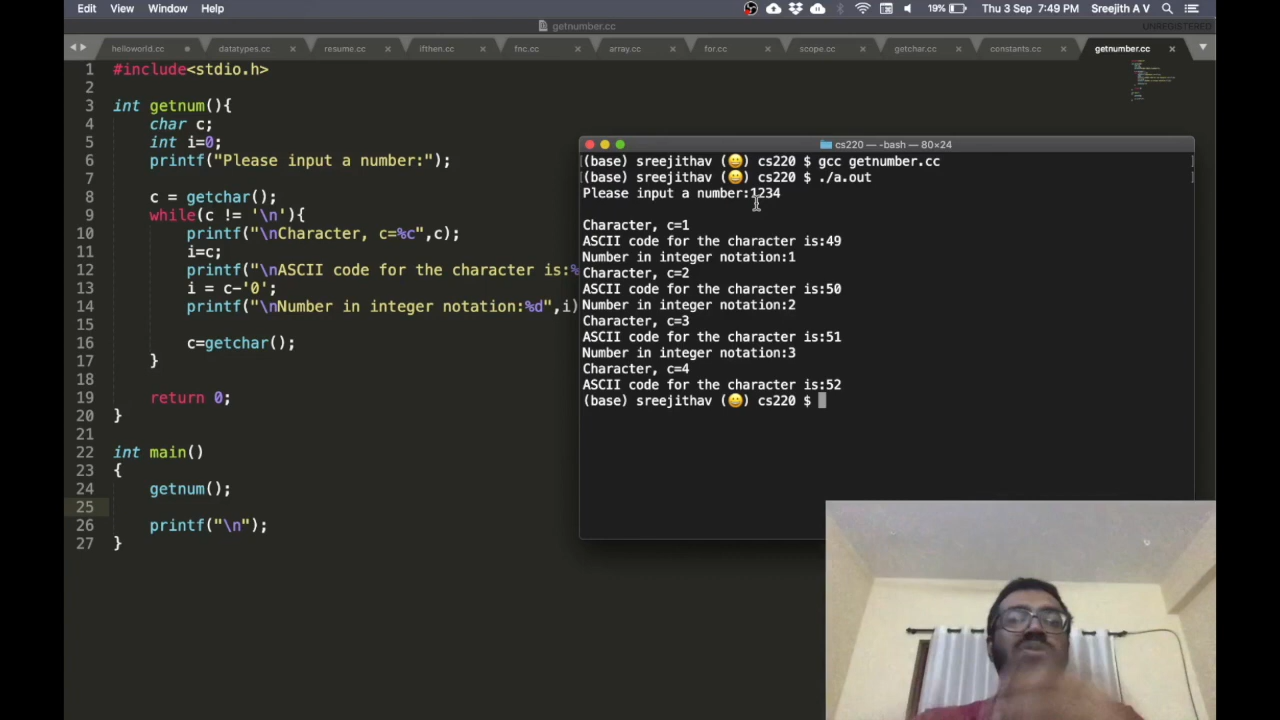 Edit View Window Help 19% Thu 3 Sep 7:49 PM Sreejith A V
getnumber.cc UNREGISTERED
helloworld.cc datatypes.cc resume.cc ifthen.cc fnc.cc array.cc for.cc scope.cc getchar.cc constants.cc getnumber.cc
1 #include<stdio.h>
2
3 int getnum(){
4 char c;
5 int i=0;
6 printf("Please input a number:");
7
8 c = getchar();
9 while(c != '\n'){
10 printf("\nCharacter, c=%c",c);
11 i=c;
12 printf("\nASCII code for the character is:%
13 i = c-'0';
14 printf("\nNumber in integer notation:%d",i)
15
16 c=getchar();
17 }
18
19 return 0;
20 }
21
22 int main()
23 {
24 getnum();
25
26 printf("\n");
27 }
cs220 — -bash — 80×24
(base) sreejithav (😀) cs220 $ gcc getnumber.cc
(base) sreejithav (😀) cs220 $ ./a.out
Please input a number:1234
Character, c=1
ASCII code for the character is:49
Number in integer notation:1
Character, c=2
ASCII code for the character is:50
Number in integer notation:2
Character, c=3
ASCII code for the character is:51
Number in integer notation:3
Character, c=4
ASCII code for the character is:52
(base) sreejithav (😀) cs220 $